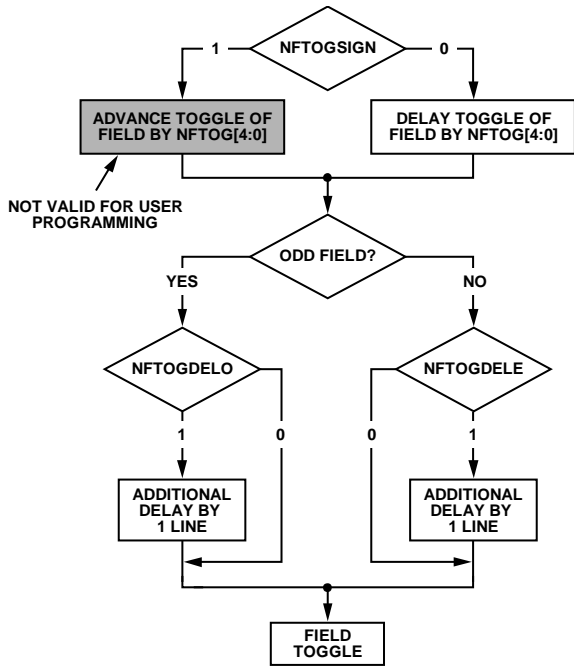 1
NFTOGSIGN
0
ADVANCE TOGGLE OF
FIELD BY NFTOG[4:0]
DELAY TOGGLE OF
FIELD BY NFTOG[4:0]
NOT VALID FOR USER
PROGRAMMING
ODD FIELD?
YES
NO
NFTOGDELO
NFTOGDELE
1
0
0
1
ADDITIONAL
DELAY BY
1 LINE
ADDITIONAL
DELAY BY
1 LINE
FIELD
TOGGLE